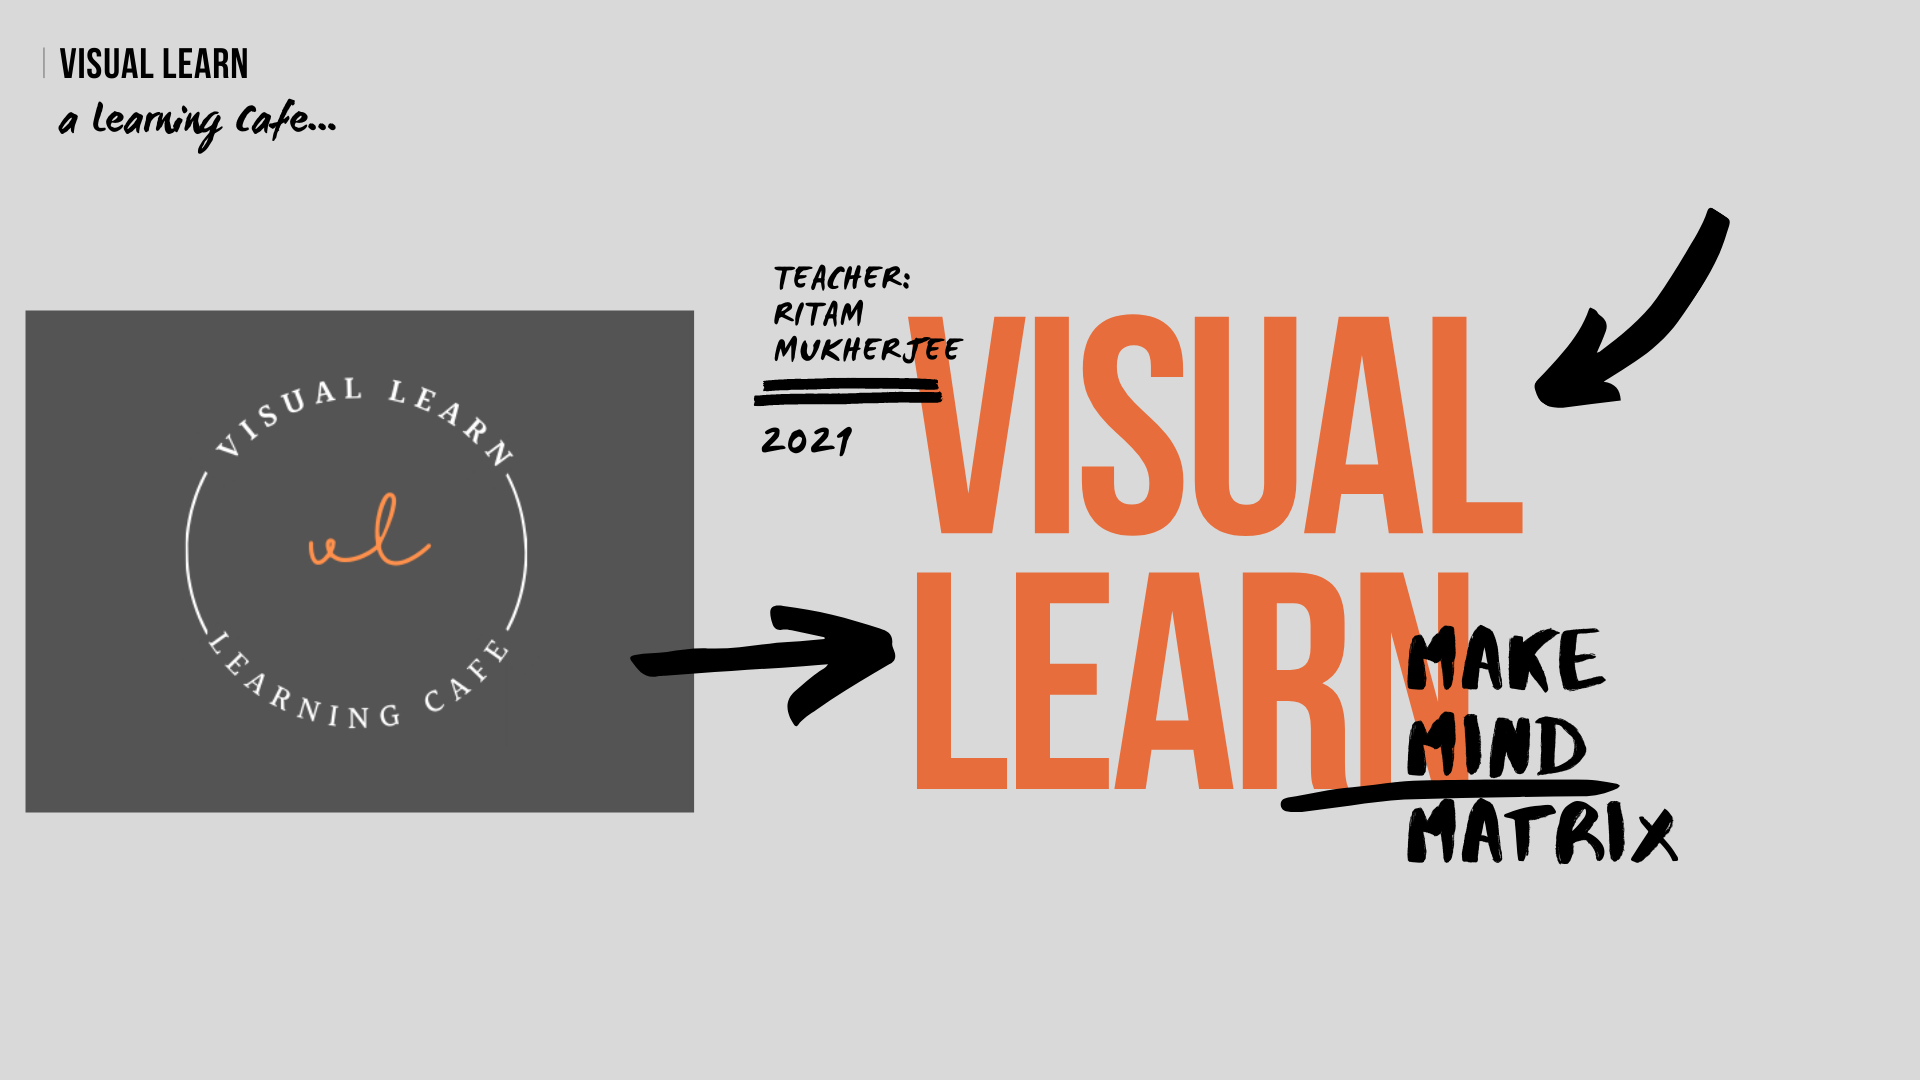 VISUAL LEARN
a Learning Cafe...
VISUAL LEARN
vl
LEARNING CAFE
TEACHER:
RITAM
MUKHERJEE
2021
VISUAL
LEARN
MAKE
MIND
MATRIX